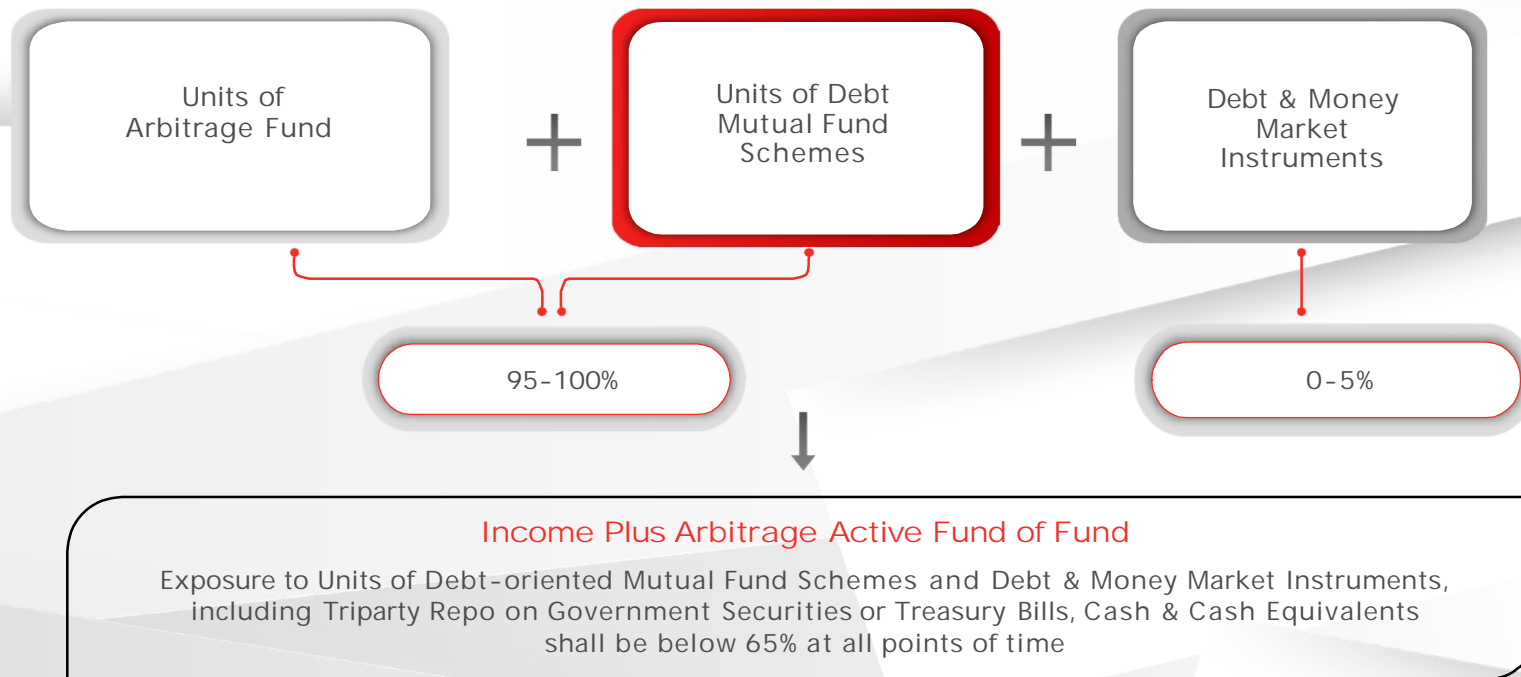 Units of
Arbitrage Fund
+
Units of Debt
Mutual Fund
Schemes
+
Debt & Money
Market
Instruments
95-100%
0-5%
Income Plus Arbitrage Active Fund of Fund
Exposure to Units of Debt-oriented Mutual Fund Schemes and Debt & Money Market Instruments,
including Triparty Repo on Government Securities or Treasury Bills, Cash & Cash Equivalents
shall be below 65% at all points of time